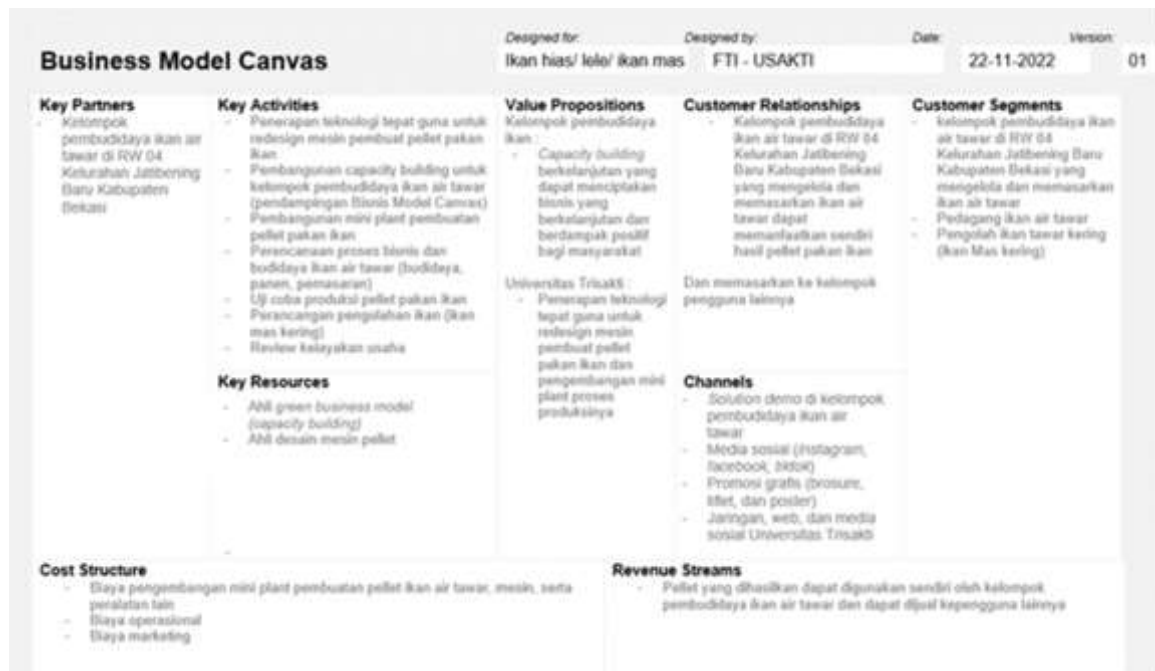 Designed for:
Designed by:
Date:
Version:
Business Model Canvas
Ikan hias/ lele/ ikan mas
FTI - USAKTI
22-11-2022
01
Key Partners
- Kelompok
pembudidaya ikan air
tawar di RW 04
Kelurahan Jatibening
Baru Kabupaten
Bekasi
Key Activities
- Penerapan teknologi tepat guna untuk
redesign mesin pembuat pellet pakan
ikan
- Pembangunan capacity building untuk
kelompok pembudidaya ikan air tawar
(pendampingan Bisnis Model Canvas)
- Pembangunan mini plant pembuatan
pellet pakan ikan
- Perencanaan proses bisnis dan
budidaya ikan air tawar (budidaya,
panen, pemasaran)
- Uji coba produksi pellet pakan ikan
- Perancangan pengolahan ikan (ikan
mas kering)
- Review kelayakan usaha
Key Resources
- Ahli green business model
(capacity building)
- Ahli desain mesin pellet
-
Value Propositions
Kelompok pembudidaya
ikan :
- Capacity building
berkelanjutan yang
dapat menciptakan
bisnis yang
berkelanjutan dan
berdampak positif
bagi masyarakat
Universitas Trisakti :
- Penerapan teknologi
tepat guna untuk
redesign mesin
pembuat pellet
pakan ikan dan
pengembangan mini
plant proses
produksinya
Customer Relationships
- Kelompok pembudidaya
ikan air tawar di RW 04
Kelurahan Jatibening
Baru Kabupaten Bekasi
yang mengelola dan
memasarkan ikan air
tawar dapat
memanfaatkan sendiri
hasil pellet pakan ikan
Dan memasarkan ke kelompok
pengguna lainnya
Channels
- Solution demo di kelompok
pembudidaya ikan air
tawar
- Media sosial (instagram,
facebook, tiktok)
- Promosi grafis (brosure,
liflet, dan poster)
- Jaringan, web, dan media
sosial Universitas Trisakti
Customer Segments
- kelompok pembudidaya ikan
air tawar di RW 04
Kelurahan Jatibening Baru
Kabupaten Bekasi yang
mengelola dan memasarkan
ikan air tawar
- Pedagang ikan air tawar
- Pengolah ikan tawar kering
(Ikan Mas kering)
Cost Structure
- Biaya pengembangan mini plant pembuatan pellet ikan air tawar, mesin, serta
peralatan lain
- Biaya operasional
- Biaya marketing
Revenue Streams
- Pellet yang dihasilkan dapat digunakan sendiri oleh kelompok
pembodidaya ikan air tawar dan dapat dijual kepengguna lainnya